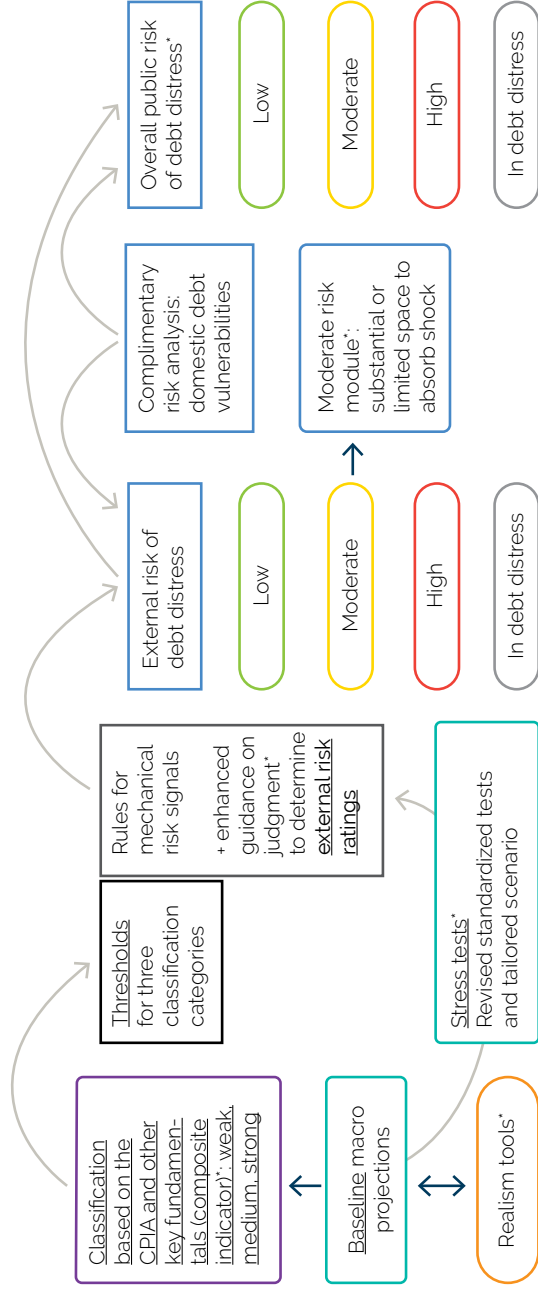 Classification
based on the
CPIA and other
key fundamen-
tals (composite
indicator)*: weak,
medium, strong
Baseline macro
projections
Realism tools*
Thresholds
for three
classification
categories
Rules for
mechanical
risk signals
+ enhanced
guidance on
judgment*
to determine
external risk
ratings
Stress tests*
Revised standardized tests
and tailored scenario
External risk of
debt distress
Low
Moderate
High
In debt distress
Complimentary
risk analysis:
domestic debt
vulnerabilities
Moderate risk
module*:
substantial or
limited space to
absorb shock
Overall public risk
of debt distress*
Low
Moderate
High
In debt distress